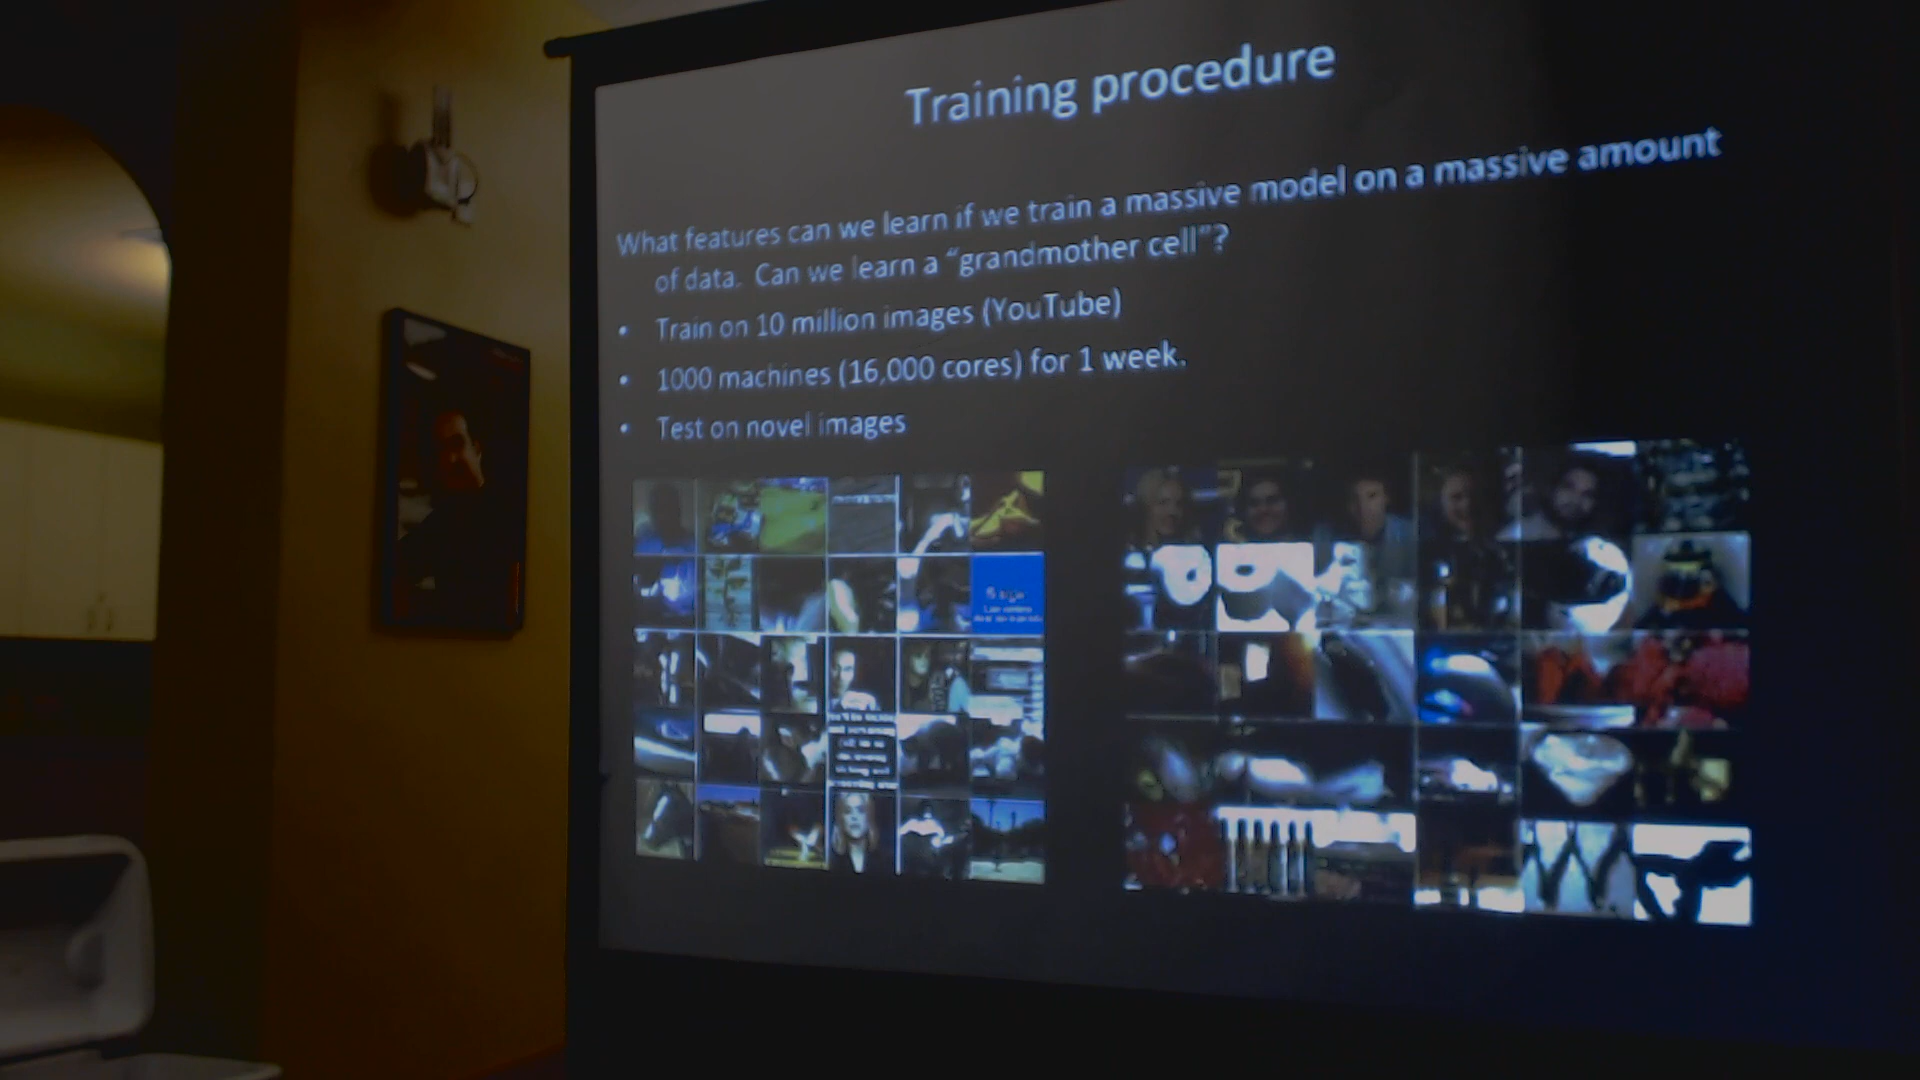 Training procedure
What features can we learn if we train a massive model on a massive amount
of data. Can we learn a “grandmother cell”?
• Train on 10 million images (YouTube)
• 1000 machines (16,000 cores) for 1 week.
• Test on novel images